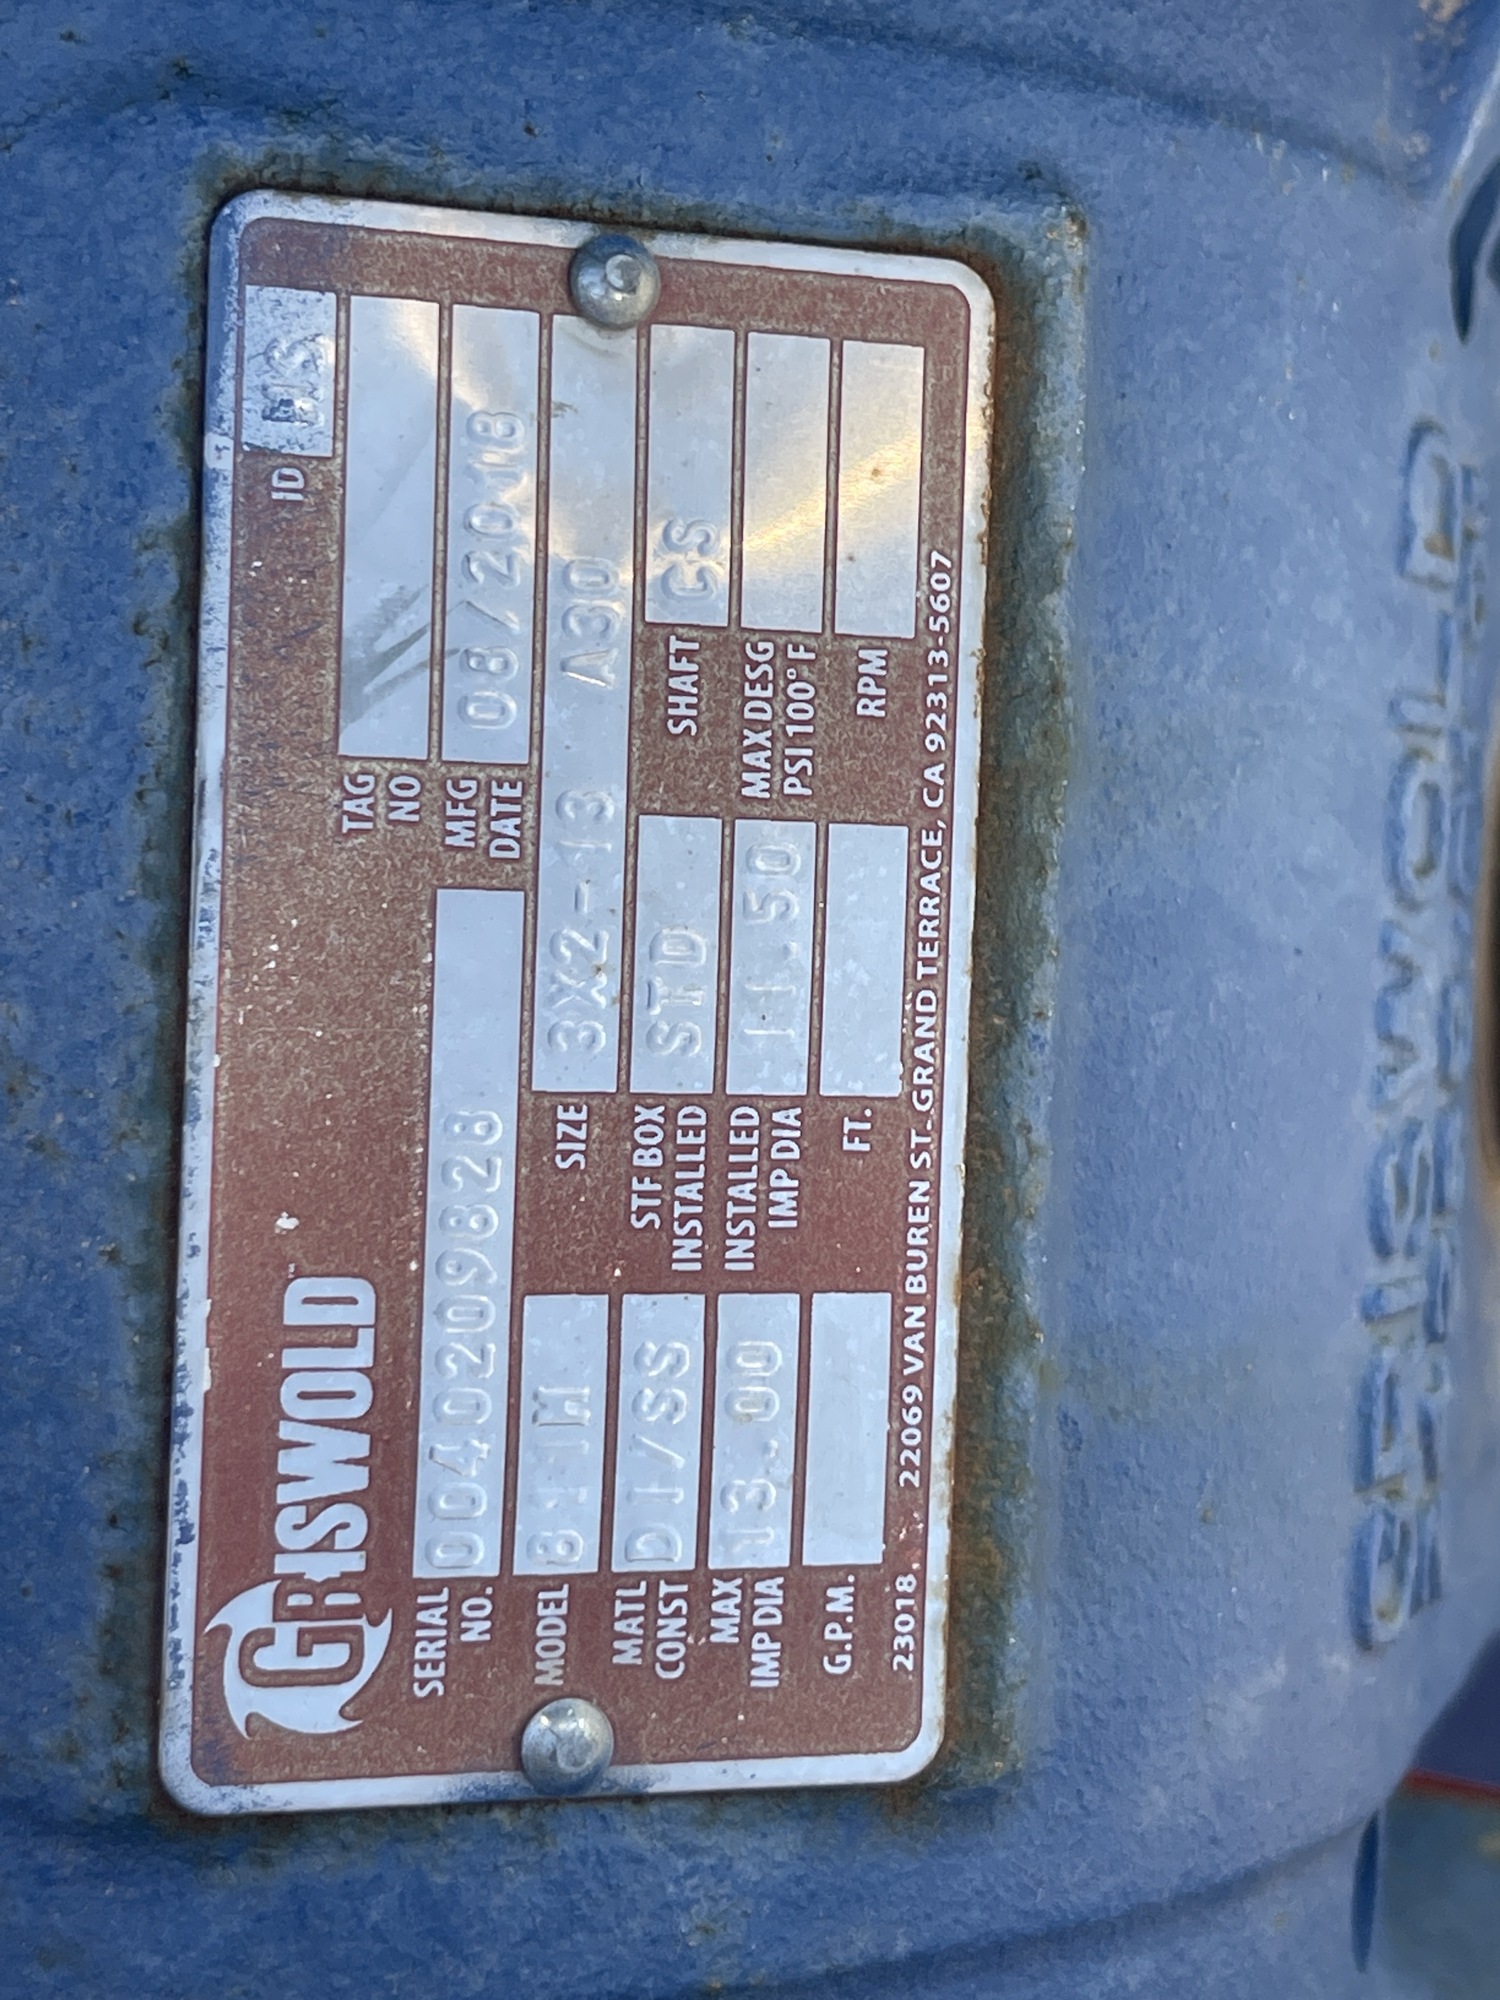 GRISWOLD™
ID
TAG NO
SERIAL NO. 0040209828
MFG DATE 08/2018
MODEL 811M
SIZE 3X2-13 A30
MATL CONST DI/SS
STF BOX INSTALLED STD
SHAFT CS
MAX IMP DIA 13.00
INSTALLED IMP DIA 11.50
MAX DESG PSI 100° F
G.P.M.
FT.
RPM
23018 22069 VAN BUREN ST. GRAND TERRACE, CA 92313-5607
GRISWOLD